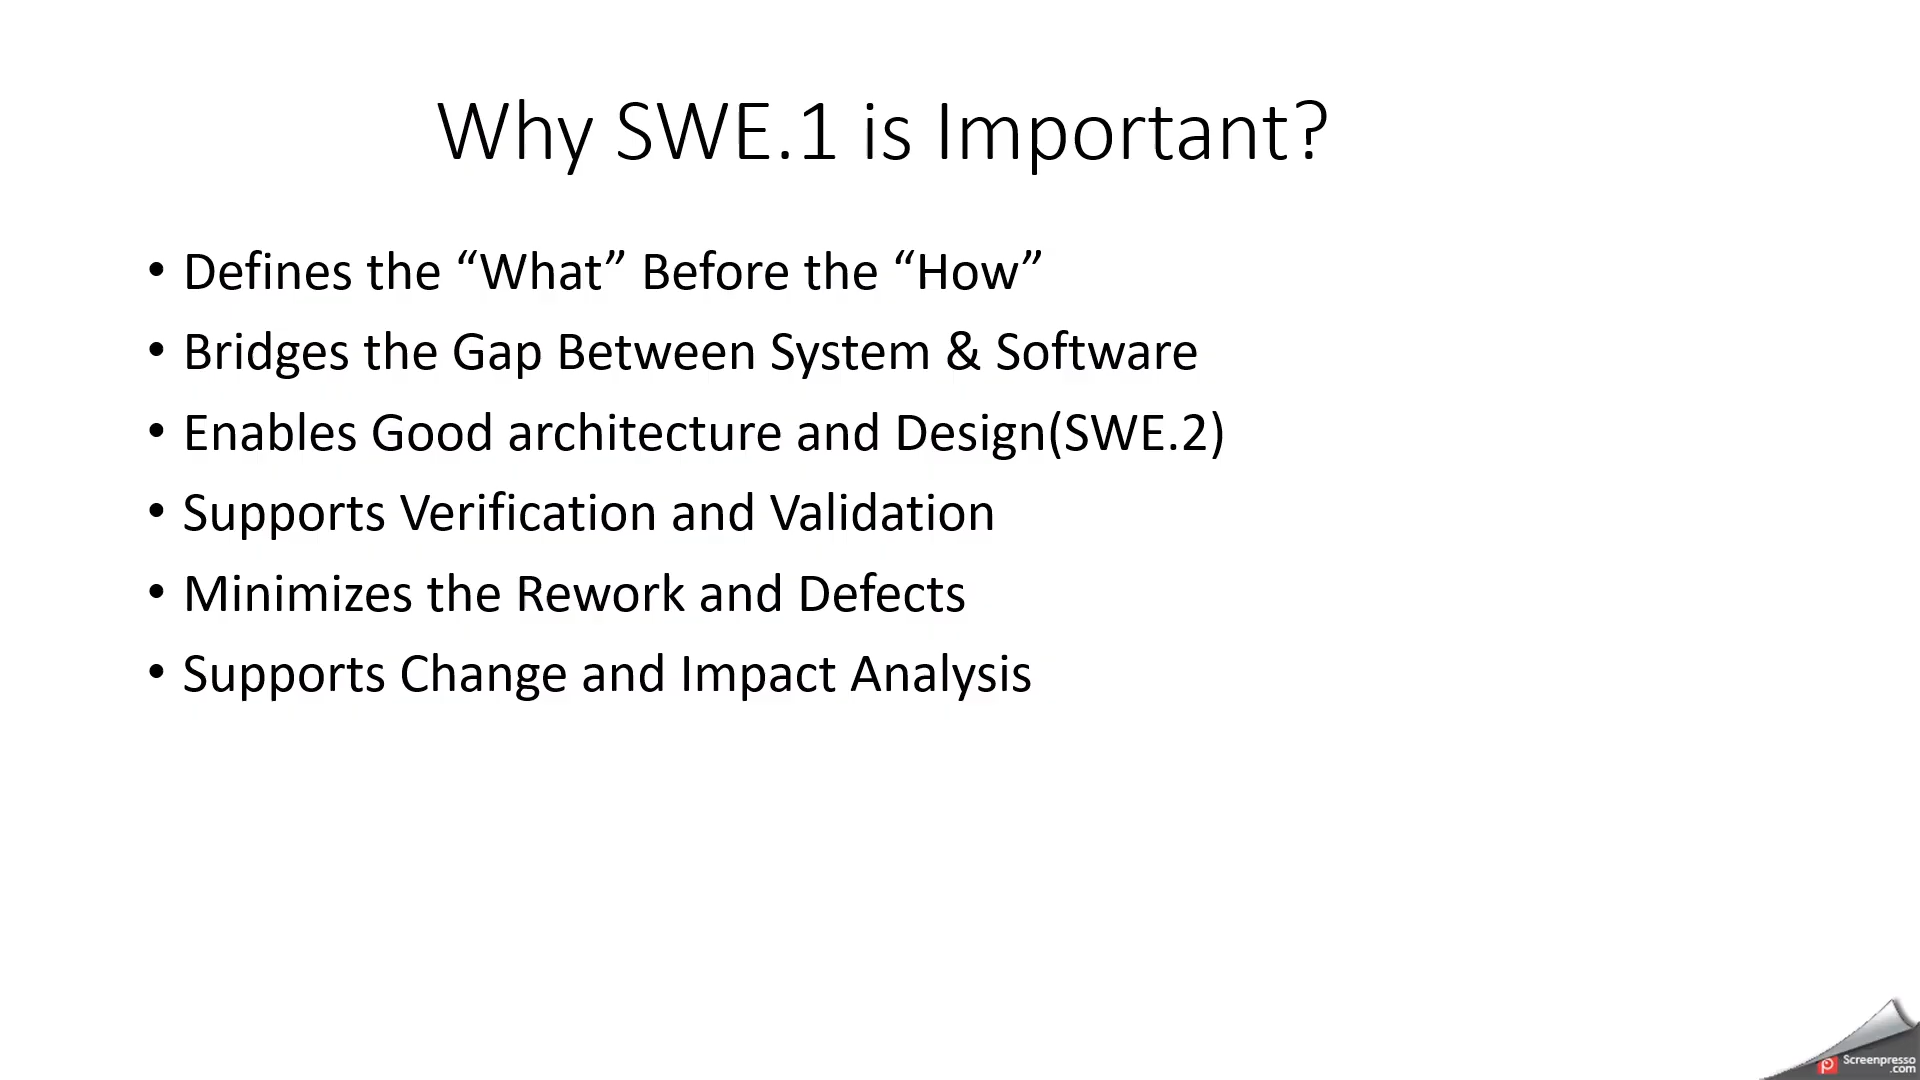 Why SWE.1 is Important?
• Defines the “What” Before the “How”
• Bridges the Gap Between System & Software
• Enables Good architecture and Design(SWE.2)
• Supports Verification and Validation
• Minimizes the Rework and Defects
• Supports Change and Impact Analysis
Screenpresso
.com